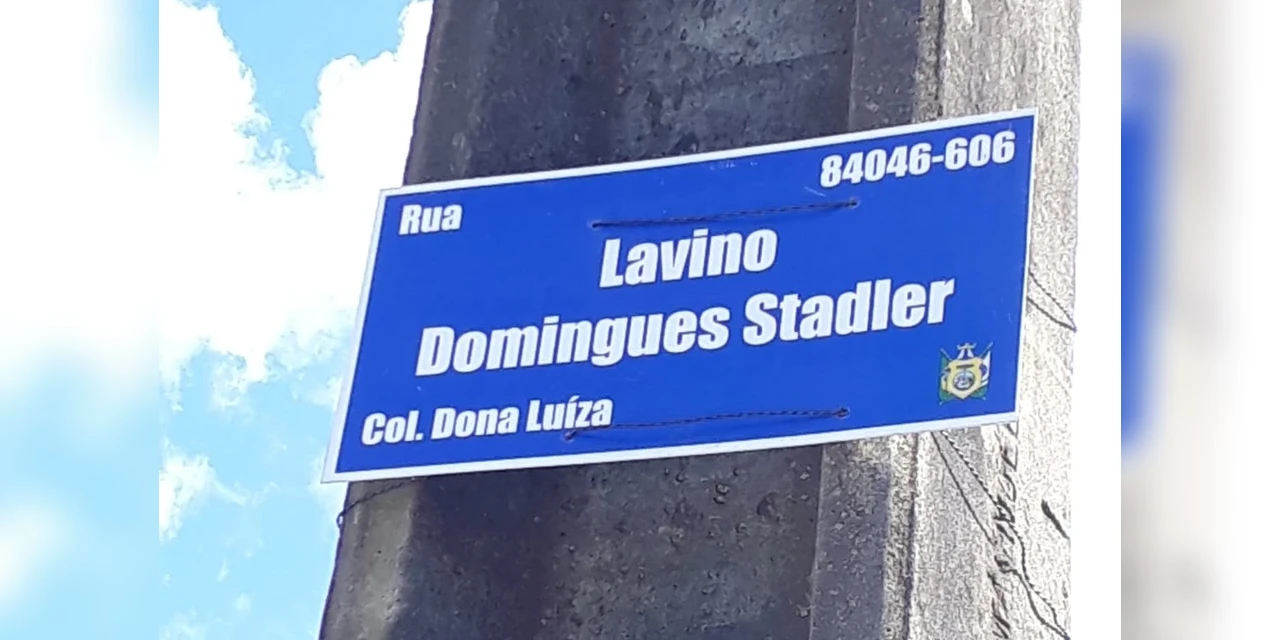 Rua
84046-606
Lavino
Domingues Stadler
Col. Dona Luíza